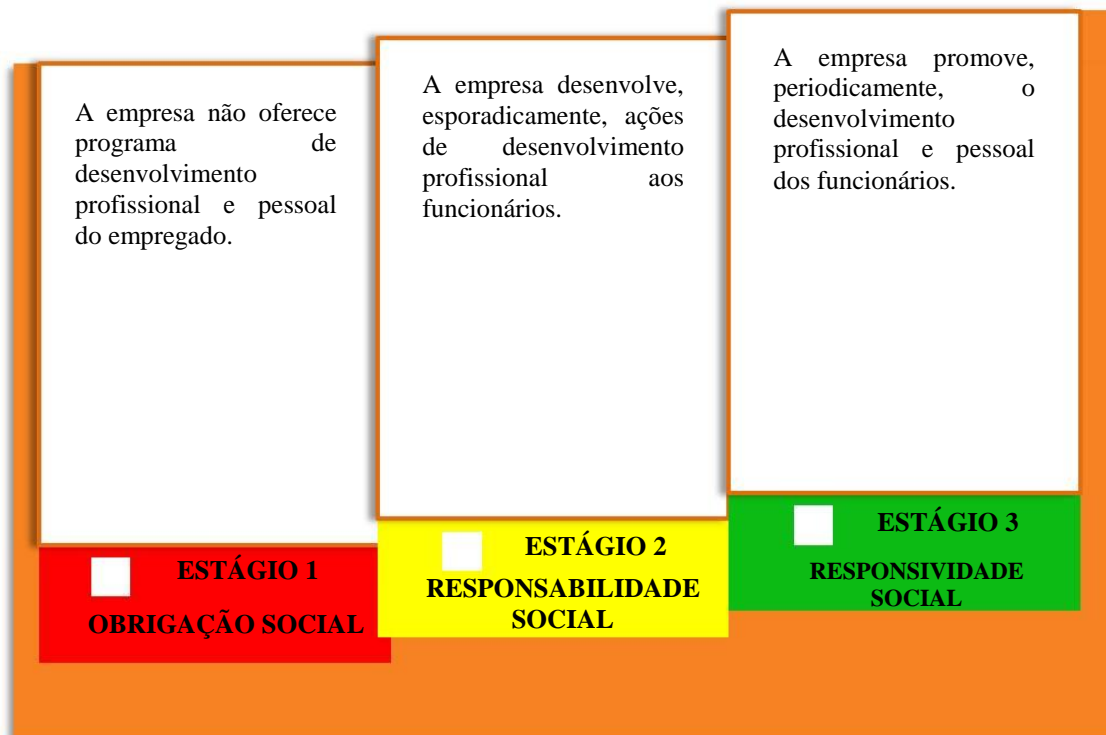 A empresa não oferece
programa de
desenvolvimento
profissional e pessoal
do empregado.
ESTÁGIO 1
OBRIGAÇÃO SOCIAL
A empresa desenvolve,
esporadicamente, ações
de desenvolvimento
profissional aos
funcionários.
ESTÁGIO 2
RESPONSABILIDADE
SOCIAL
A empresa promove,
periodicamente, o
desenvolvimento
profissional e pessoal
dos funcionários.
ESTÁGIO 3
RESPONSIVIDADE
SOCIAL